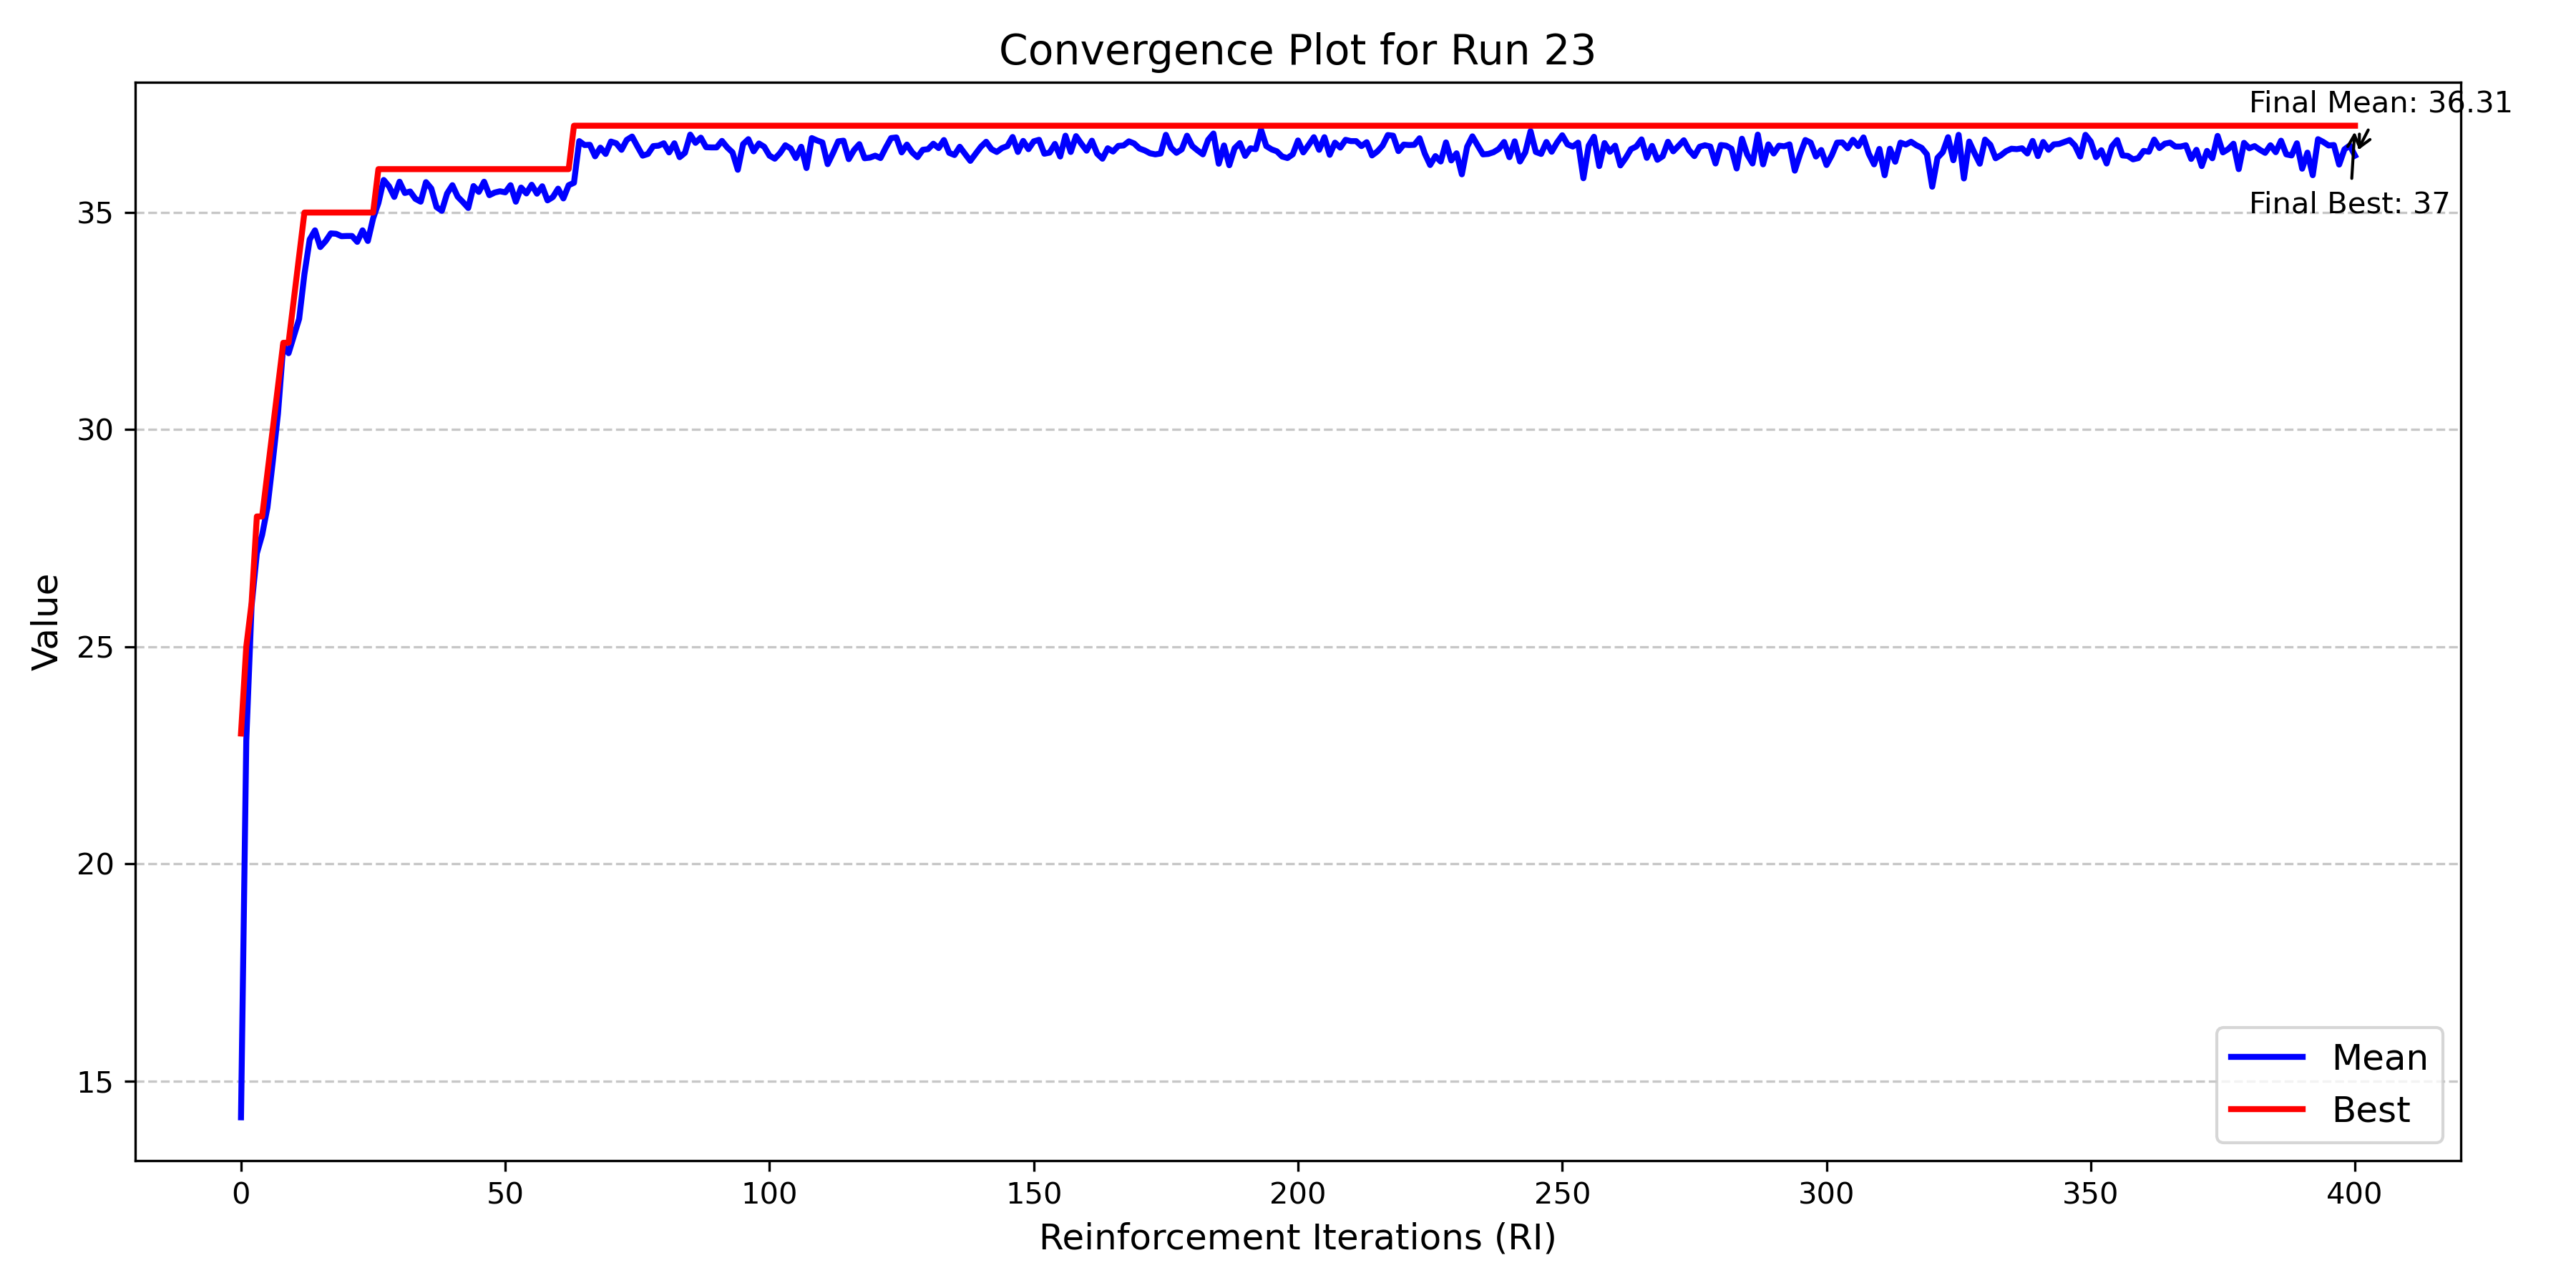 Convergence Plot for Run 23
Final Mean: 36.31
Final Best: 37
Value
35
30
25
20
15
0 50 100 150 200 250 300 350 400
Reinforcement Iterations (RI)
Mean
Best